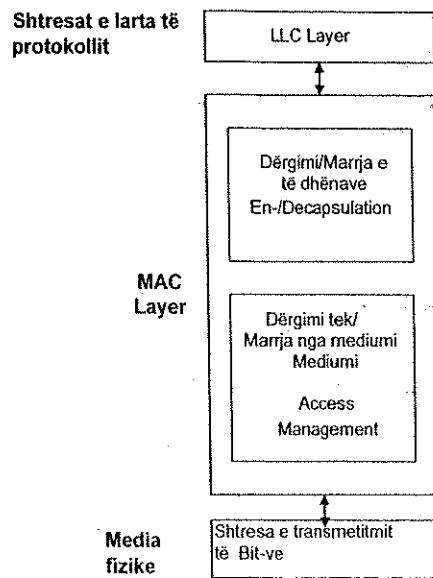 Shtresat e larta të
protokollit
LLC Layer
Dërgimi/Marrja e
të dhënave
En-/Decapsulation
MAC
Layer
Dërgimi tek/
Marrja nga mediumi
Mediumi
Access
Management
Media
fizike
Shtresa e transmetitmit
të Bit-ve